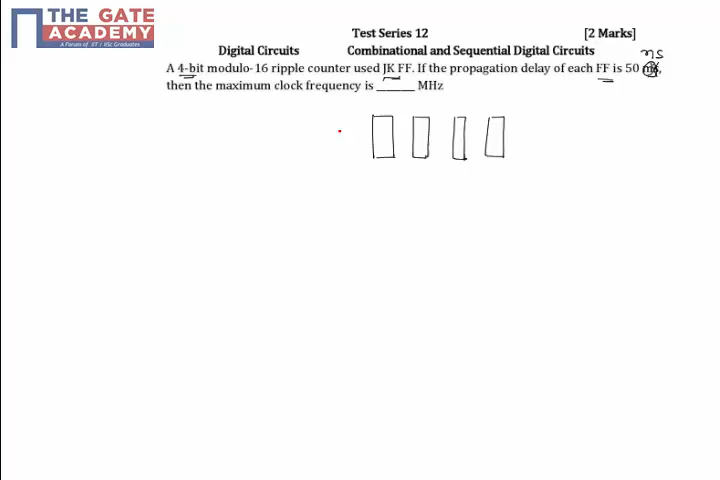 THE GATE
ACADEMY
A Forum of IIT / IISc Graduates
Test Series 12 [2 Marks]
Digital Circuits Combinational and Sequential Digital Circuits
ns
A 4-bit modulo-16 ripple counter used JK FF. If the propagation delay of each FF is 50
then the maximum clock frequency is ______ MHz